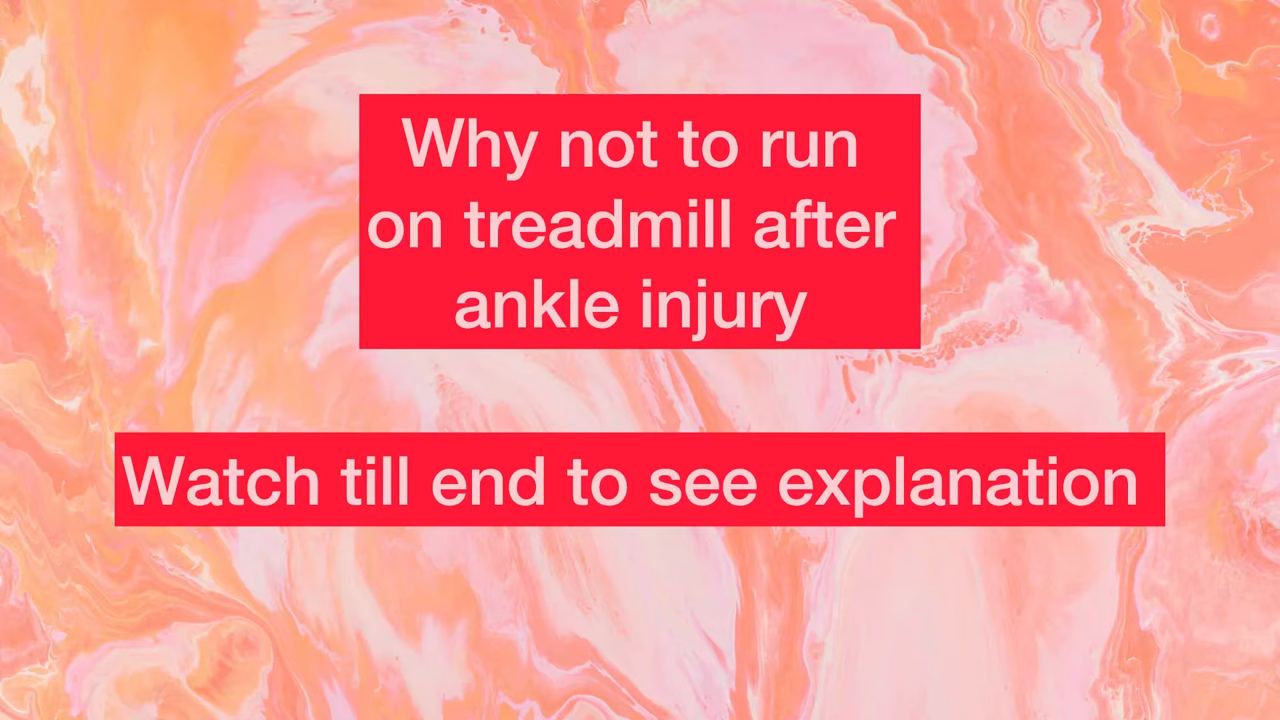 Why not to run
on treadmill after
ankle injury
Watch till end to see explanation